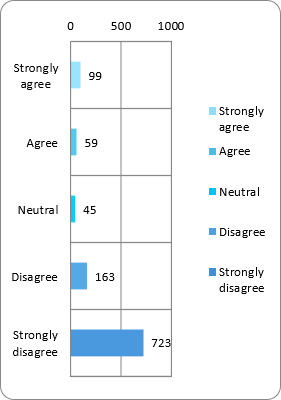 0 500 1000
Strongly
agree
99
Agree
59
Neutral
45
Disagree
163
Strongly
disagree
723
Strongly
agree
Agree
Neutral
Disagree
Strongly
disagree